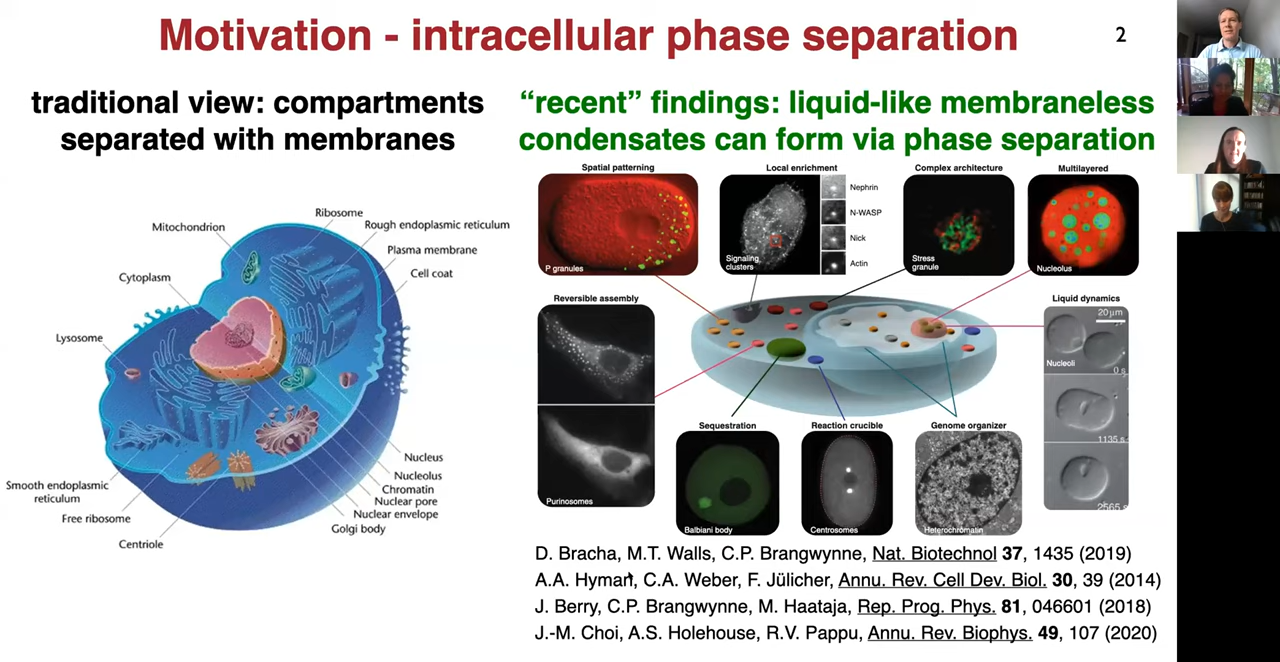 Motivation - intracellular phase separation
2
traditional view: compartments
separated with membranes
Mitochondrion
Ribosome
Rough endoplasmic reticulum
Plasma membrane
Cell coat
Cytoplasm
Lysosome
Nucleus
Nucleolus
Chromatin
Nuclear pore
Nuclear envelope
Golgi body
Smooth endoplasmic
reticulum
Free ribosome
Centriole
“recent” findings: liquid-like membraneless
condensates can form via phase separation
Spatial patterning
P granules
Local enrichment
Signaling
clusters
Nephrin
N-WASP
Nick
Actin
Complex architecture
Stress
granule
Multilayered
Nucleolus
Reversible assembly
Purinosomes
Liquid dynamics
20 µm
Nucleoli
0 s
1135 s
2565 s
Sequestration
Balbiani body
Reaction crucible
Centrosomes
Genome organizer
Heterochromatin
D. Bracha, M.T. Walls, C.P. Brangwynne, Nat. Biotechnol 37, 1435 (2019)
A.A. Hyman, C.A. Weber, F. Jülicher, Annu. Rev. Cell Dev. Biol. 30, 39 (2014)
J. Berry, C.P. Brangwynne, M. Haataja, Rep. Prog. Phys. 81, 046601 (2018)
J.-M. Choi, A.S. Holehouse, R.V. Pappu, Annu. Rev. Biophys. 49, 107 (2020)